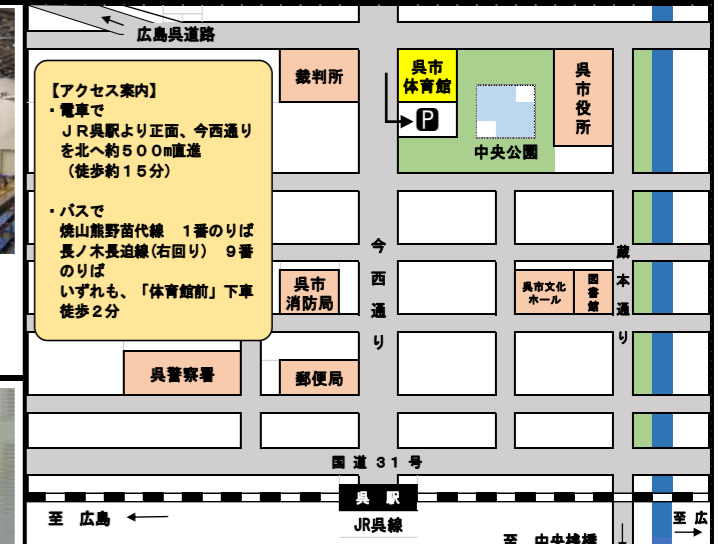 広島呉道路
【アクセス案内】
・電車で
ＪＲ呉駅より正面、今西通り
を北へ約５００m直進
（徒歩約１５分）
・バスで
焼山熊野苗代線　１番のりば
長ノ木長迫線(右回り)　９番
のりば
いずれも、「体育館前」下車
徒歩２分
裁判所
呉市
体育館
P
中央公園
呉市役所
今西通り
蔵本通り
呉市
消防局
呉市文化
ホール
図書館
呉警察署
郵便局
国道３１号
呉駅
JR呉線
至　広島
至　広
至　中央桟橋